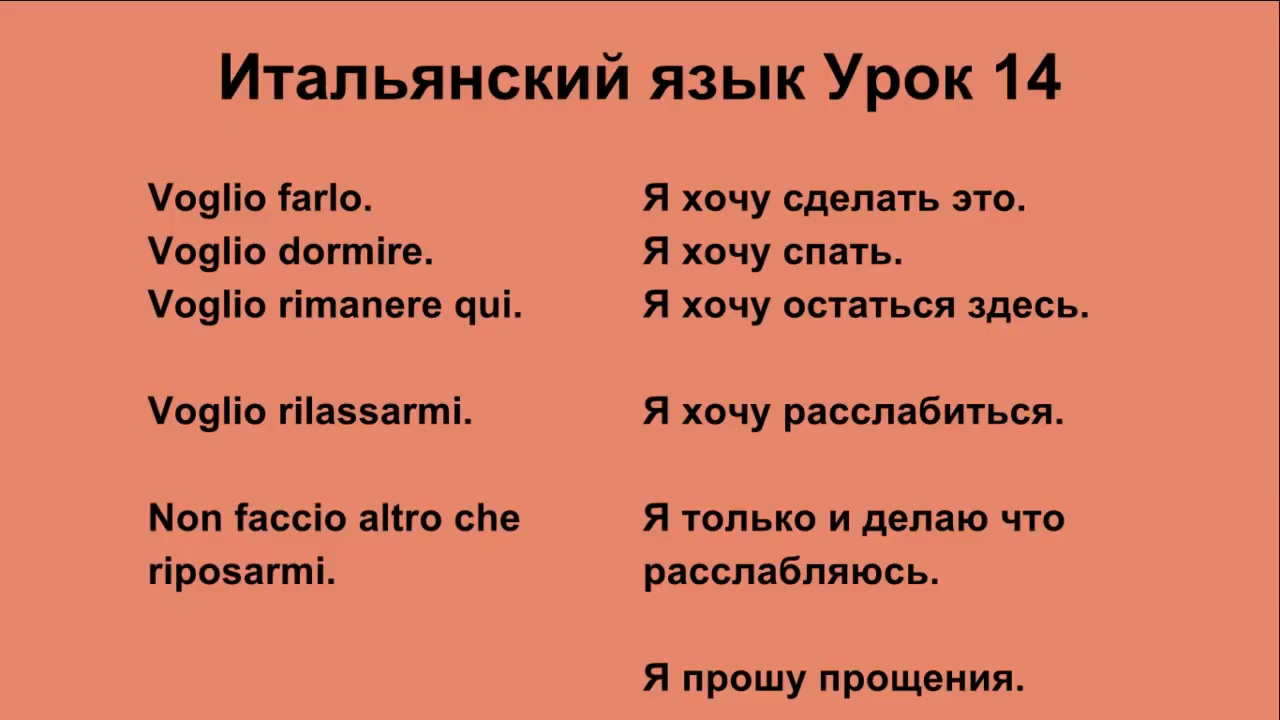 Итальянский язык Урок 14
Voglio farlo. Я хочу сделать это.
Voglio dormire. Я хочу спать.
Voglio rimanere qui. Я хочу остаться здесь.
Voglio rilassarmi. Я хочу расслабиться.
Non faccio altro che Я только и делаю что
riposarmi. расслабляюсь.
Я прошу прощения.